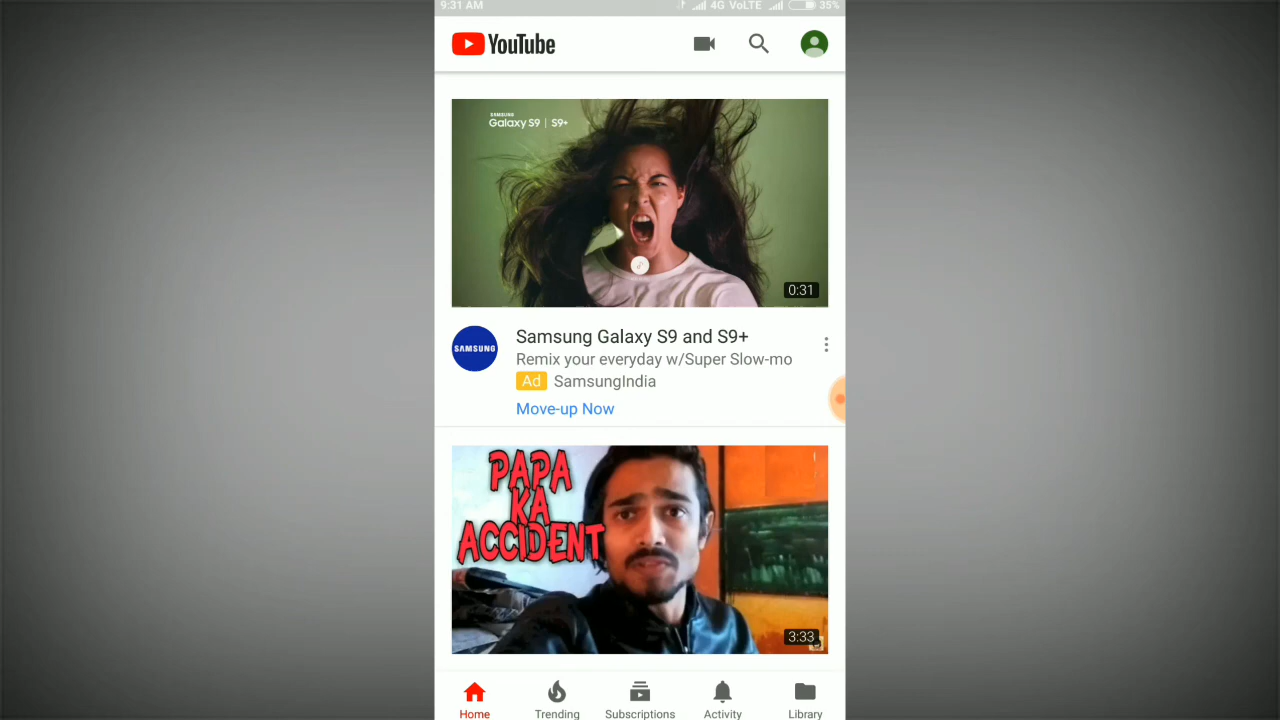 9:31 AM
4G VoLTE
35%
YouTube
SAMSUNG
Galaxy S9 | S9+
0:31
SAMSUNG
Samsung Galaxy S9 and S9+
Remix your everyday w/Super Slow-mo
Ad SamsungIndia
Move-up Now
PAPA
KA
ACCIDENT
3:33
Home
Trending
Subscriptions
Activity
Library